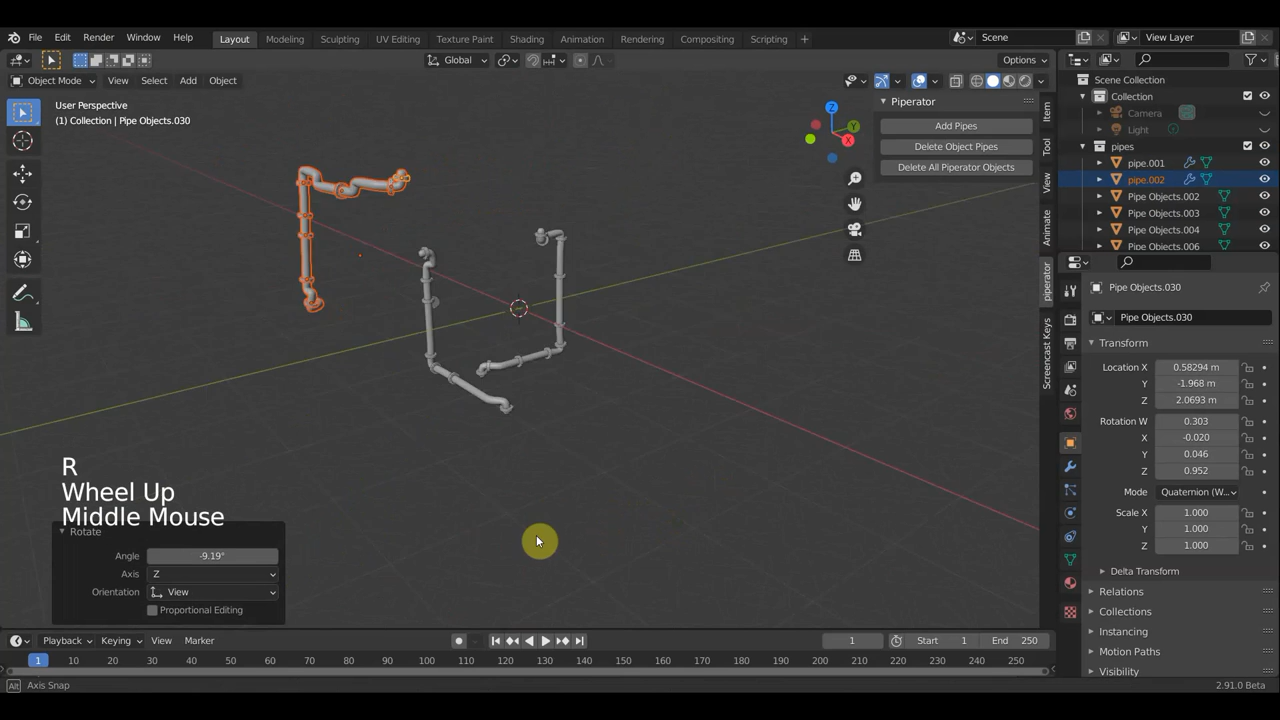 File Edit Render Window Help Layout Modeling Sculpting UV Editing Texture Paint Shading Animation Rendering Compositing Scripting + Scene View Layer
Global Options
Object Mode View Select Add Object
User Perspective
(1) Collection | Pipe Objects.030
Piperator
Add Pipes
Delete Object Pipes
Delete All Piperator Objects
Item
Tool
View
Animate
piperator
Screencast Keys
Z
Y
X
Scene Collection
Collection
Camera
Light
pipes
pipe.001
pipe.002
Pipe Objects.002
Pipe Objects.003
Pipe Objects.004
Pipe Objects.006
Pipe Objects.030
Pipe Objects.030
Transform
Location X 0.58294 m
Y -1.968 m
Z 2.0693 m
Rotation W 0.303
X -0.020
Y 0.046
Z 0.952
Mode Quaternion (W...
Scale X 1.000
Y 1.000
Z 1.000
Delta Transform
Relations
Collections
Instancing
Motion Paths
Visibility
R
Wheel Up
Middle Mouse
Rotate
Angle -9.19°
Axis Z
Orientation View
Proportional Editing
Playback Keying View Marker 1 Start 1 End 250
1 10 20 30 40 50 60 70 80 90 100 110 120 130 140 150 160 170 180 190 200 210 220 230 240 250
Alt Axis Snap 2.91.0 Beta